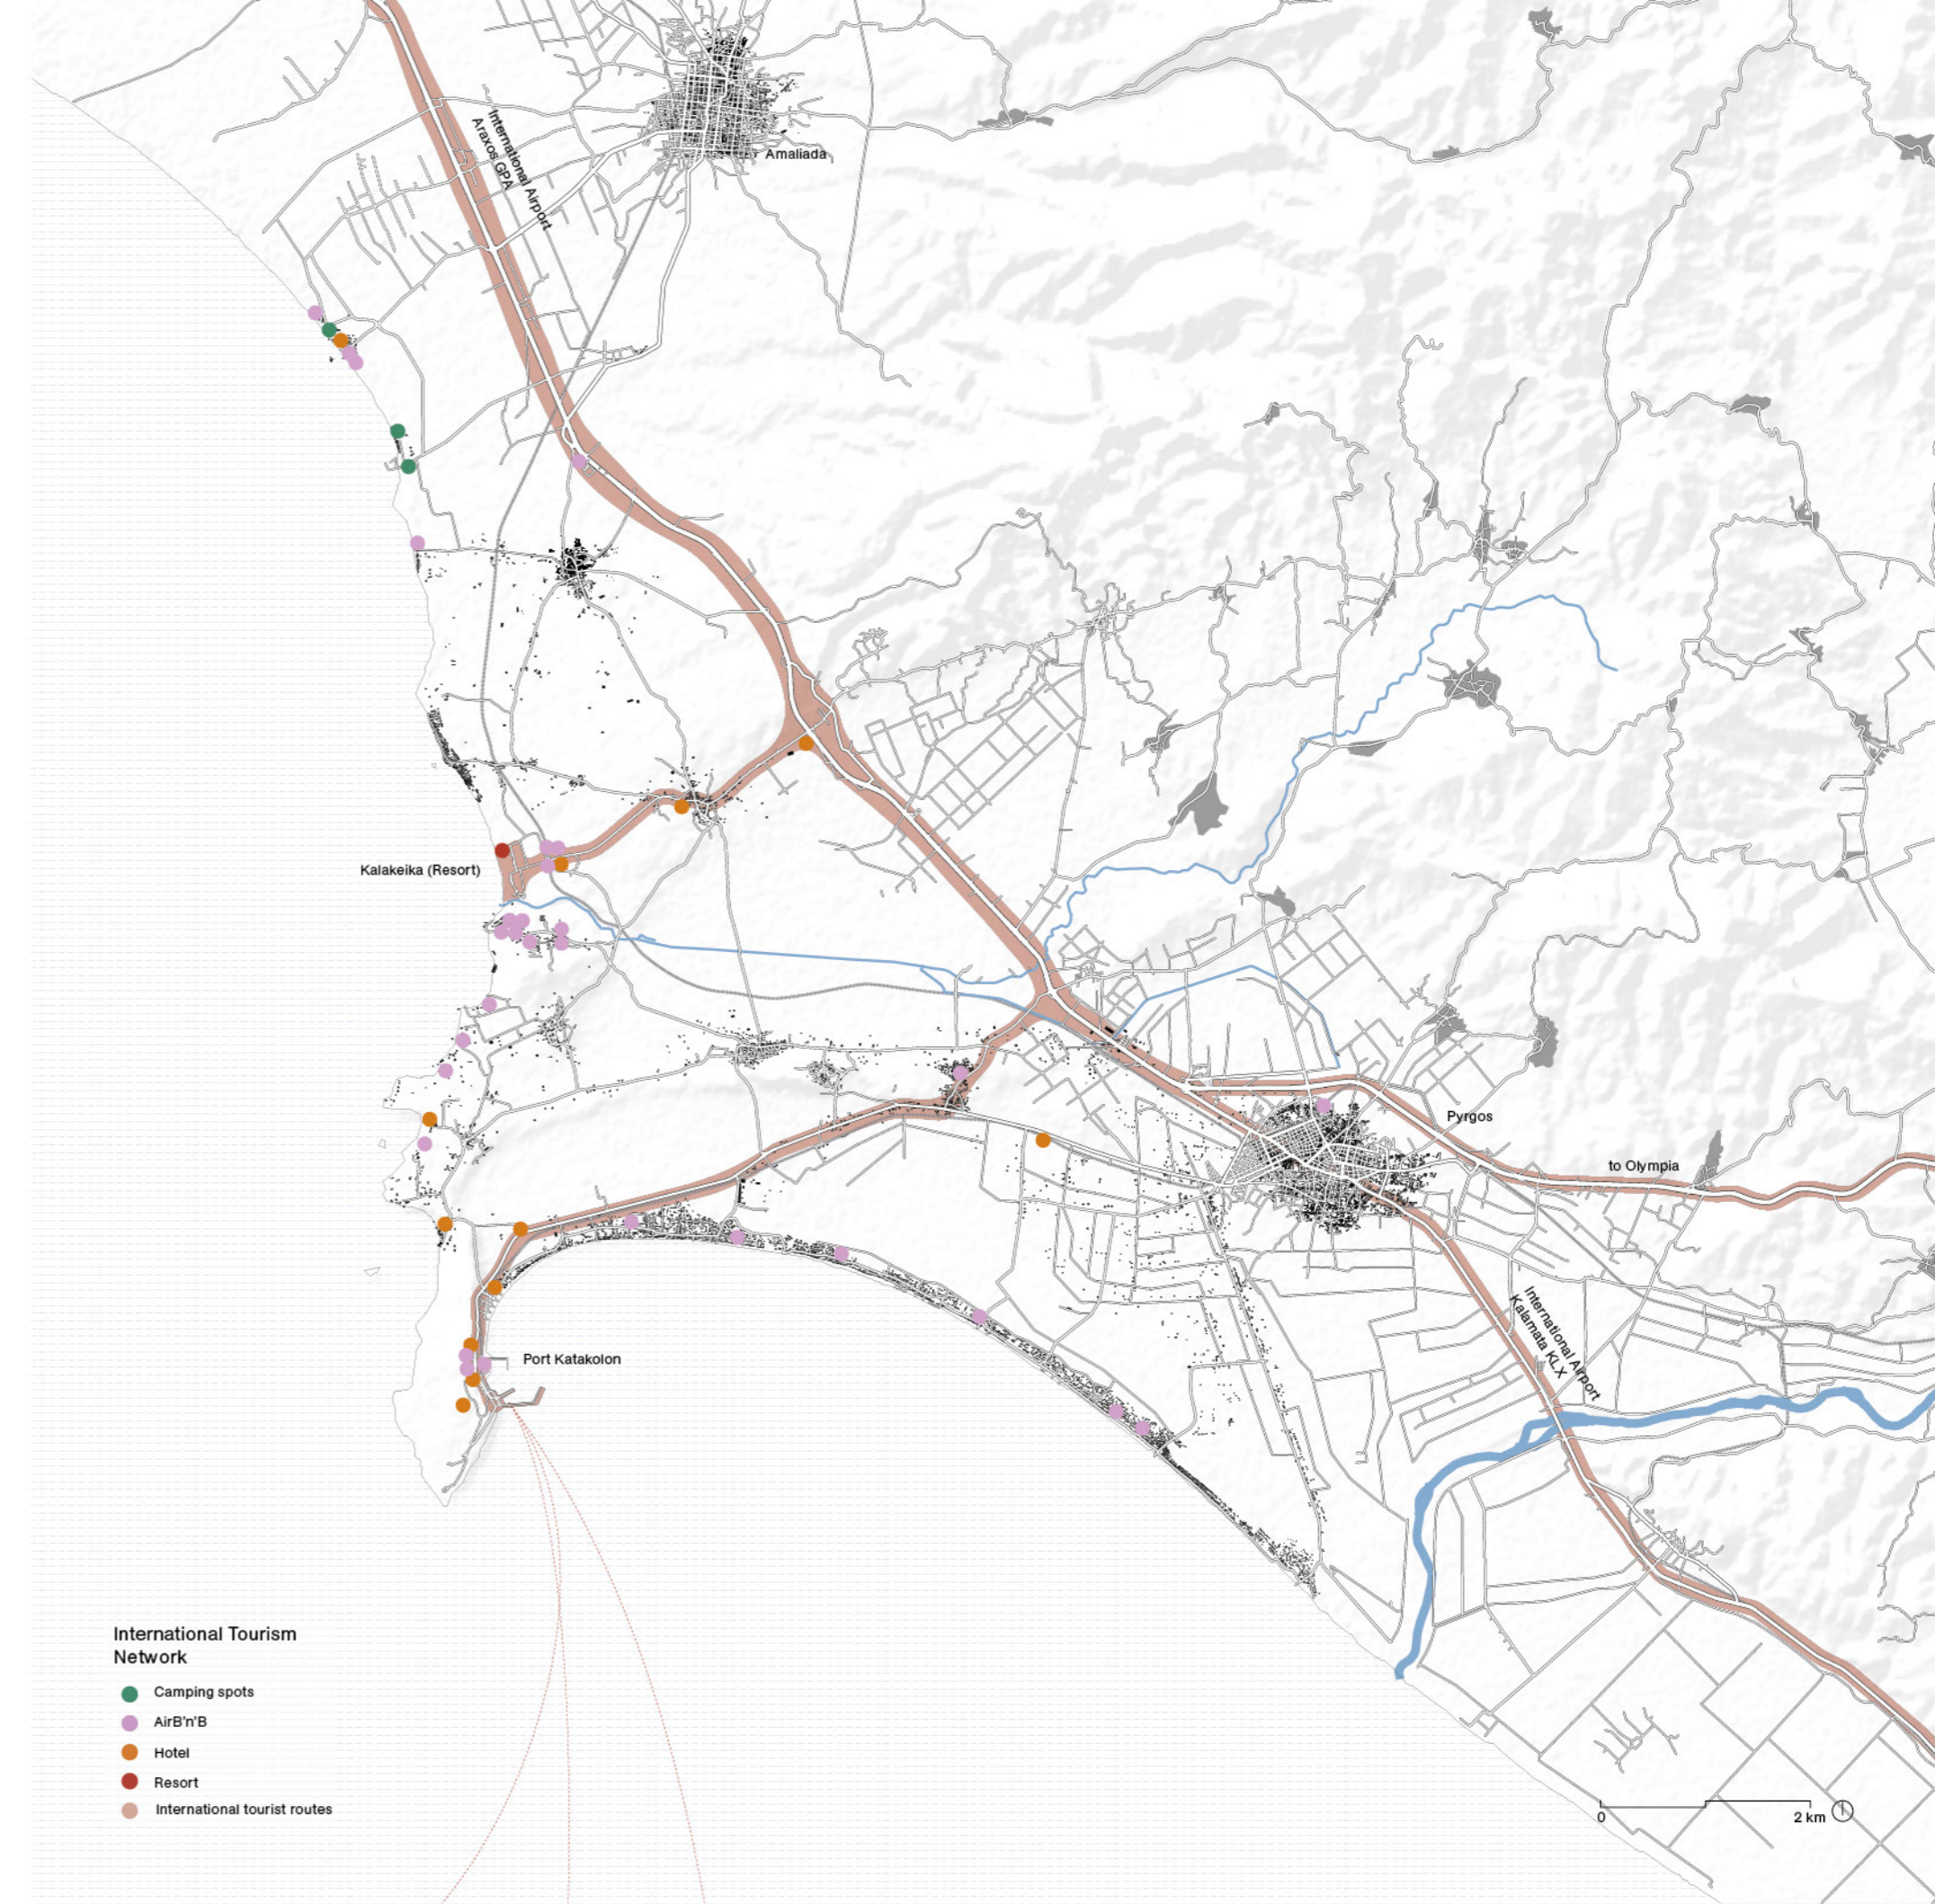 International Airport
Araxos GPA
Amaliada
Kalakeika (Resort)
Pyrgos
to Olympia
International Airport
Kalamata KLX
Port Katakolon
International Tourism
Network
Camping spots
AirB'n'B
Hotel
Resort
International tourist routes
0
2 km